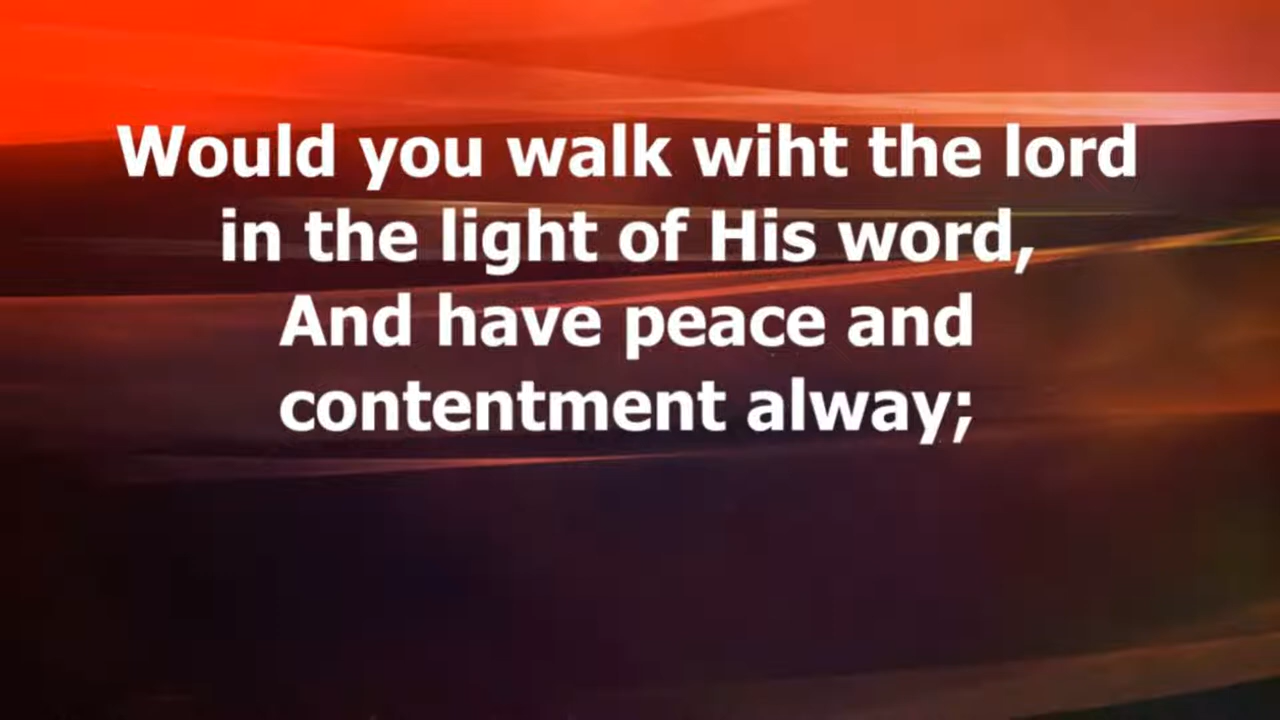 Would you walk wiht the lord
in the light of His word,
And have peace and
contentment alway;